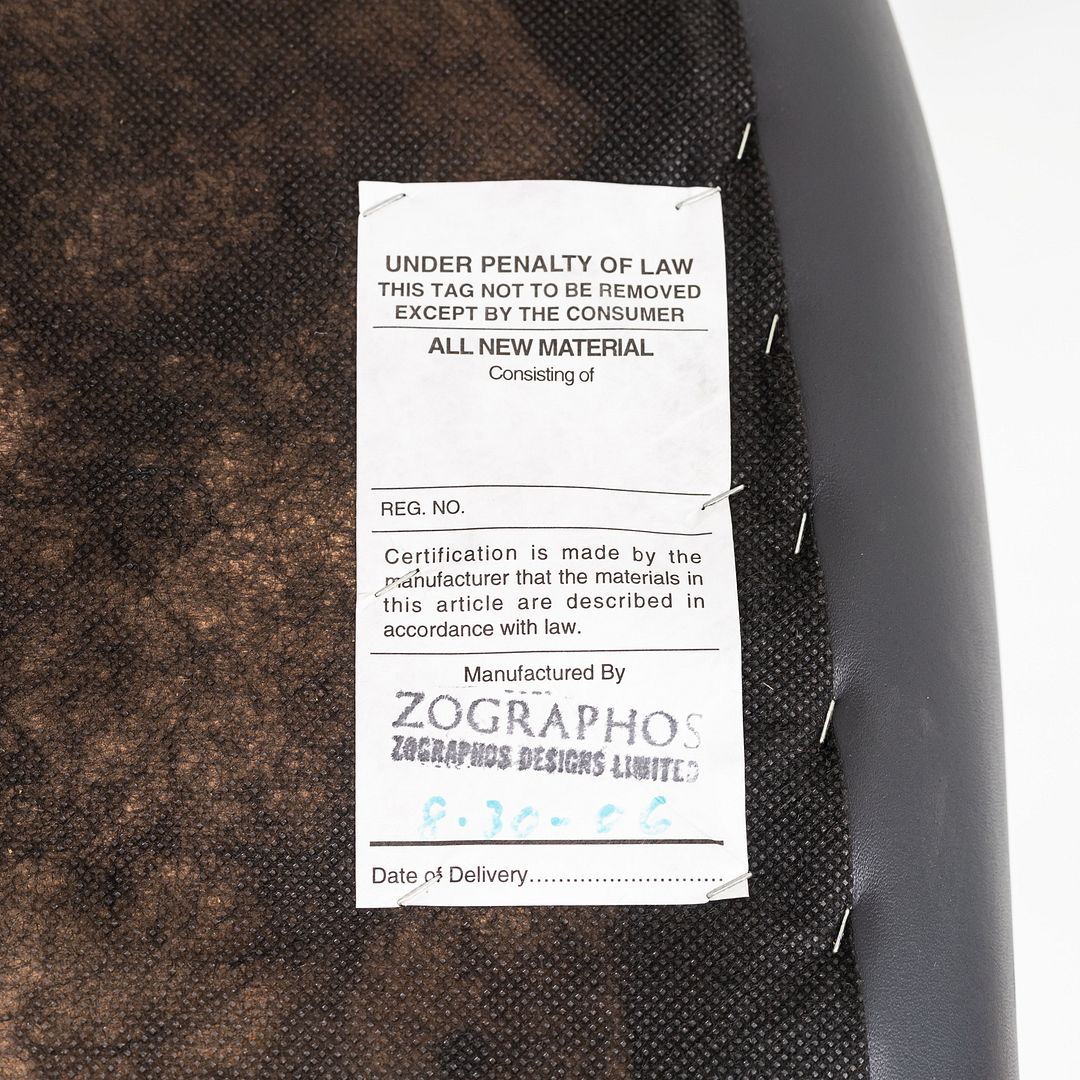 UNDER PENALTY OF LAW
THIS TAG NOT TO BE REMOVED
EXCEPT BY THE CONSUMER
ALL NEW MATERIAL
Consisting of
REG. NO.
Certification is made by the
manufacturer that the materials in
this article are described in
accordance with law.
Manufactured By
ZOGRAPHOS
ZOGRAPHOS DESIGNS LIMITED
8·30-06
Date of Delivery...........................